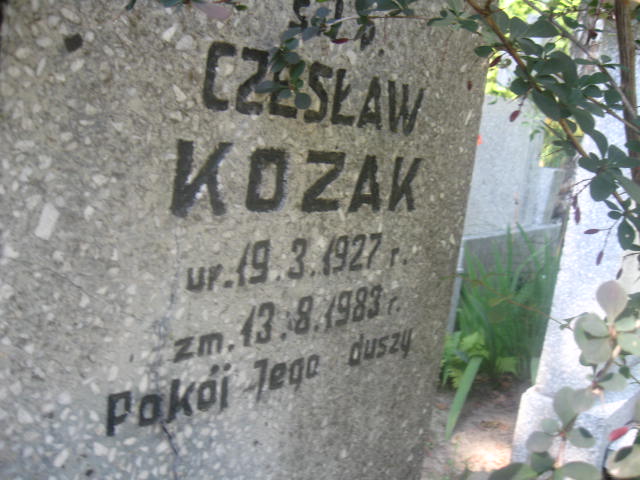 Ś.P.
CZESŁAW
KOZAK
ur.19.3.1927 r.
zm.13.8.1983 r.
Pokój Jego duszy